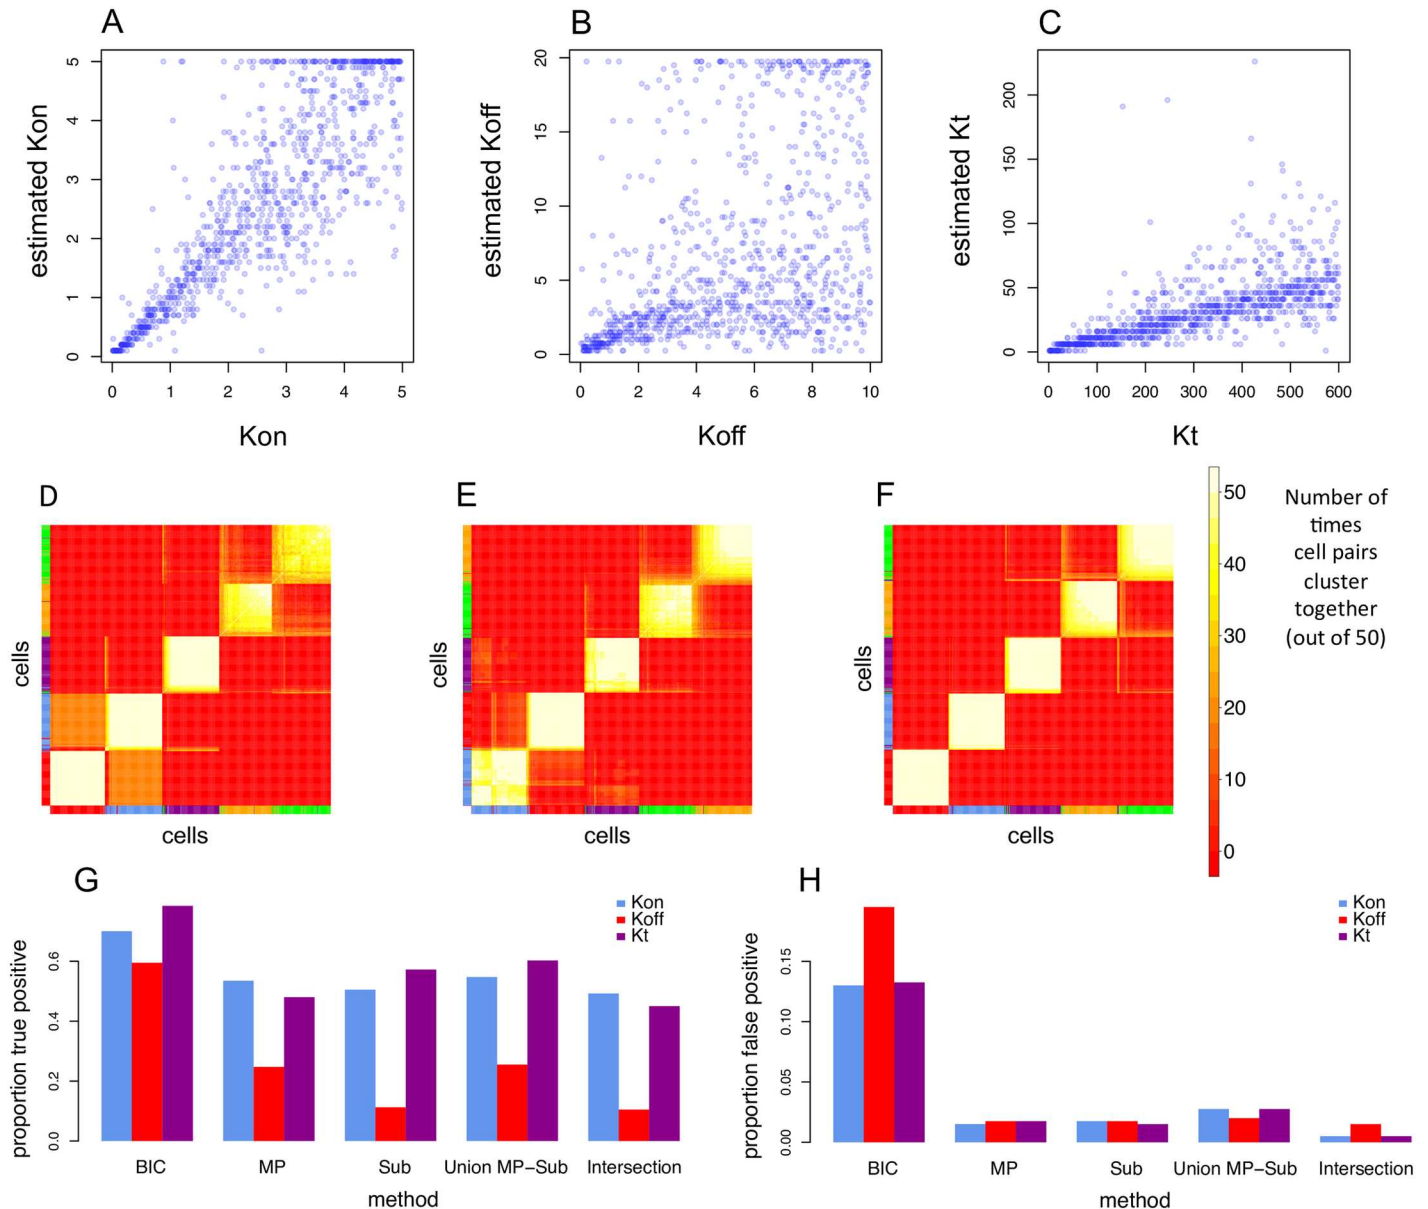 A
B
C
estimated Kon
0
1
2
3
4
5
0
1
2
3
4
5
Kon
estimated Koff
0
5
10
15
20
0
2
4
6
8
10
Koff
estimated Kt
0
50
100
150
200
0
100
200
300
400
500
600
Kt
D
E
F
cells
cells
cells
cells
cells
cells
50
40
30
20
10
0
Number of
times
cell pairs
cluster
together
(out of 50)
G
proportion true positive
0.0
0.2
0.4
0.6
Kon
Koff
Kt
BIC
MP
Sub
Union MP−Sub
Intersection
method
H
proportion false positive
0.00
0.05
0.10
0.15
Kon
Koff
Kt
BIC
MP
Sub
Union MP−Sub
Intersection
method